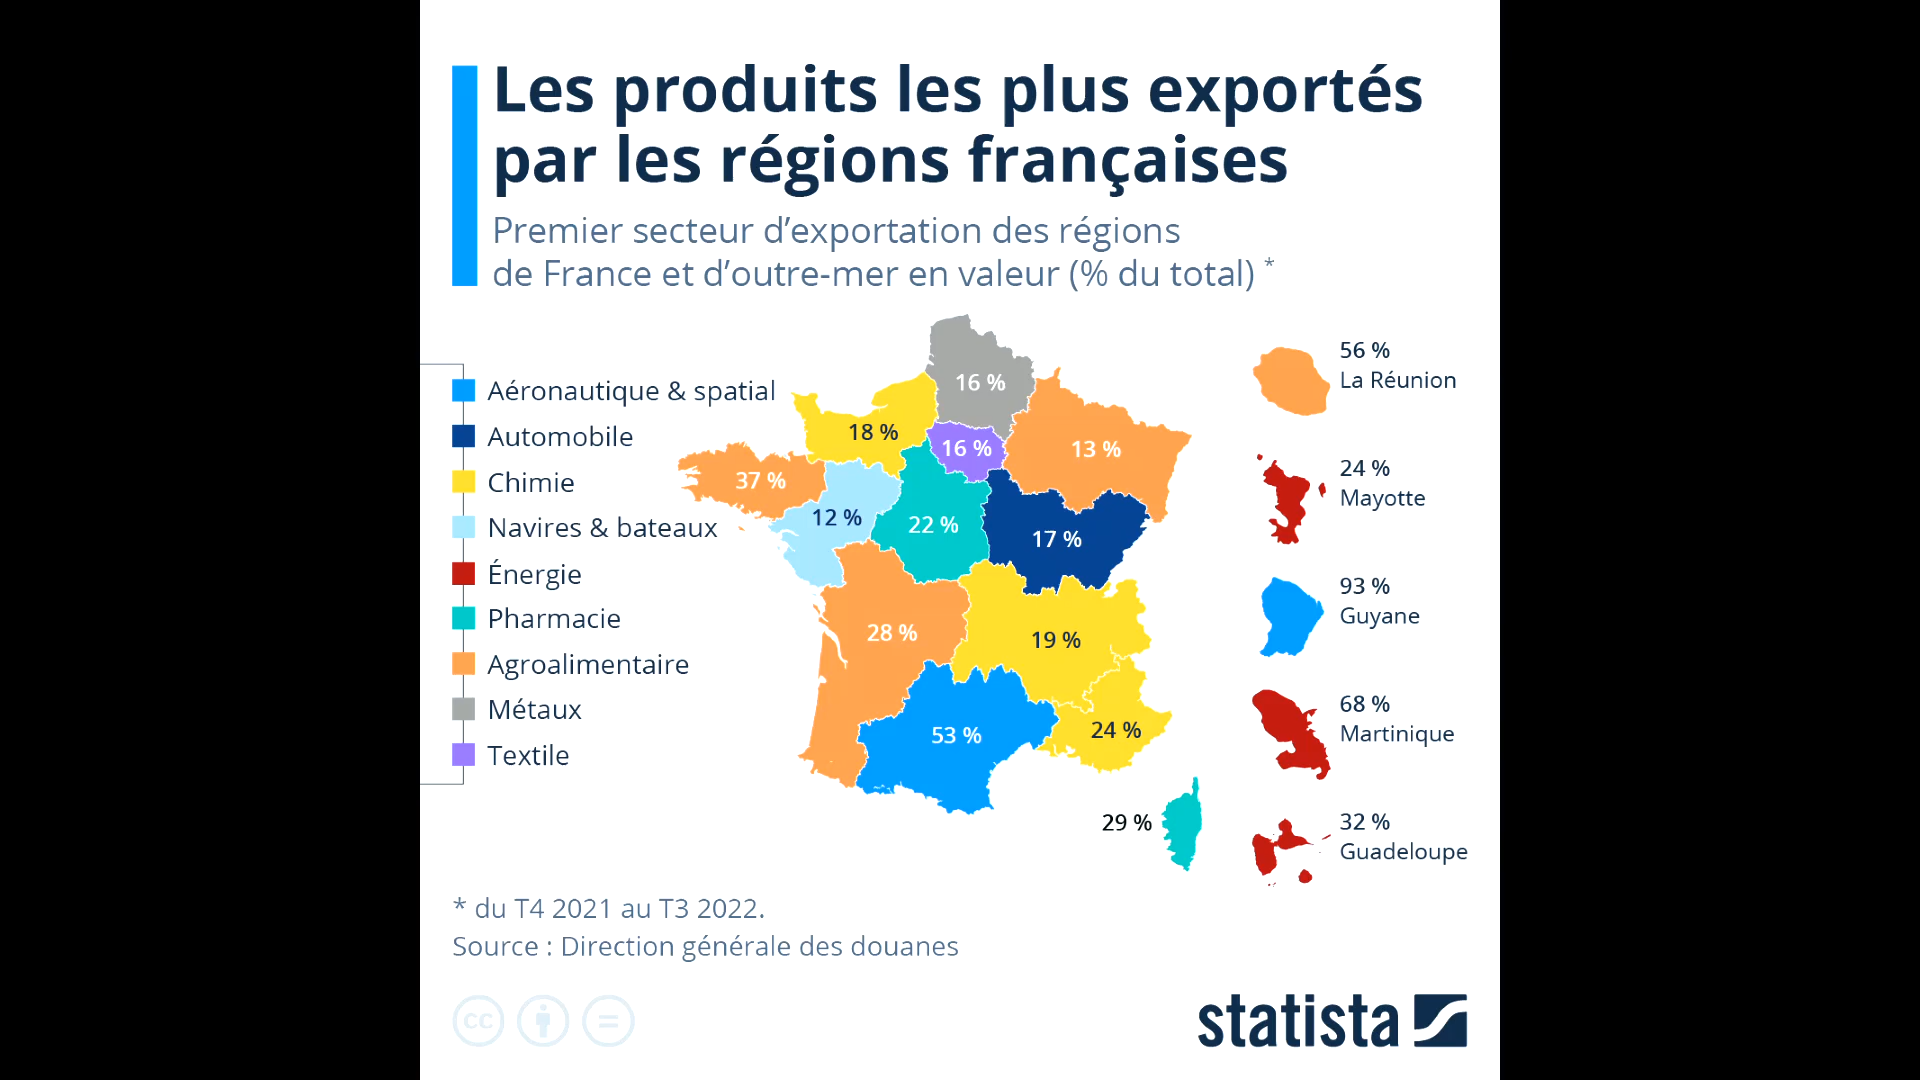 Les produits les plus exportés
par les régions françaises
Premier secteur d’exportation des régions
de France et d’outre-mer en valeur (% du total) *
Aéronautique & spatial
Automobile
Chimie
Navires & bateaux
Énergie
Pharmacie
Agroalimentaire
Métaux
Textile
16 %
18 %
16 %
13 %
37 %
12 %
22 %
17 %
28 %
19 %
53 %
24 %
29 %
56 %
La Réunion
24 %
Mayotte
93 %
Guyane
68 %
Martinique
32 %
Guadeloupe
* du T4 2021 au T3 2022.
Source : Direction générale des douanes
cc
statista